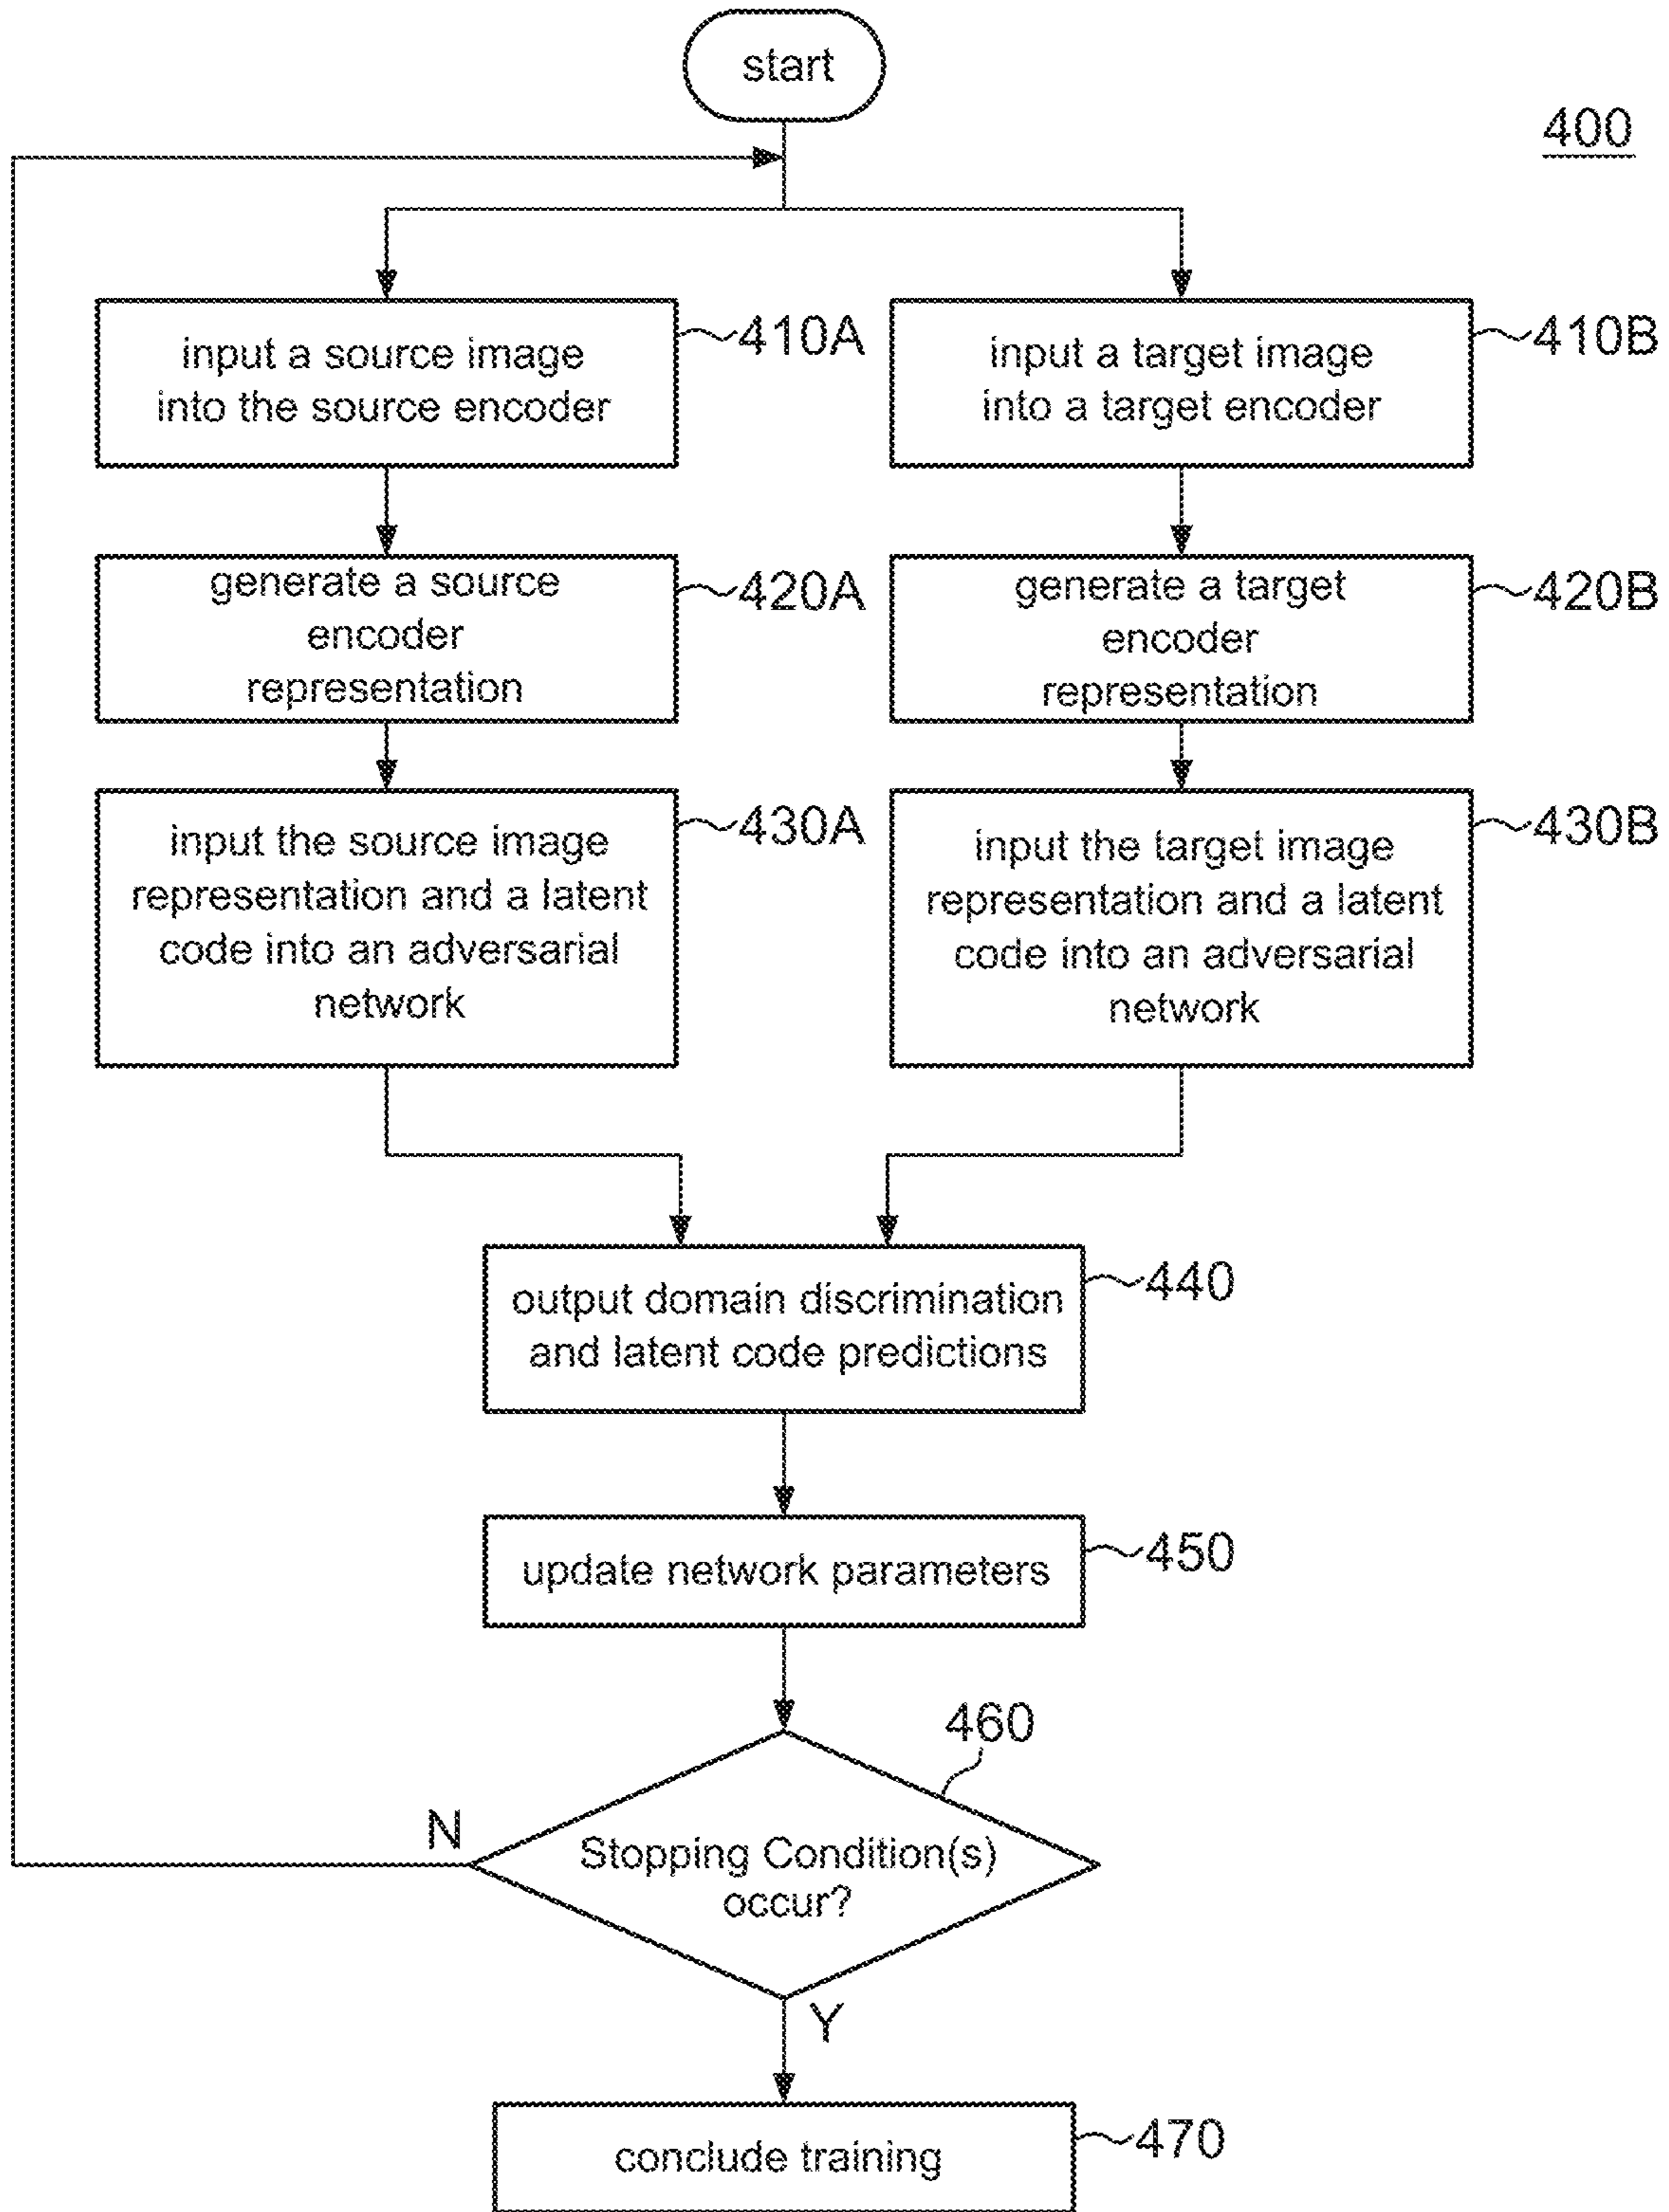 start
400
input a source image
into the source encoder
410A
input a target image
into a target encoder
410B
generate a source
encoder
representation
420A
generate a target
encoder
representation
420B
input the source image
representation and a latent
code into an adversarial
network
430A
input the target image
representation and a latent
code into an adversarial
network
430B
output domain discrimination
and latent code predictions
440
update network parameters
450
460
N
Stopping Condition(s)
occur?
Y
conclude training
470